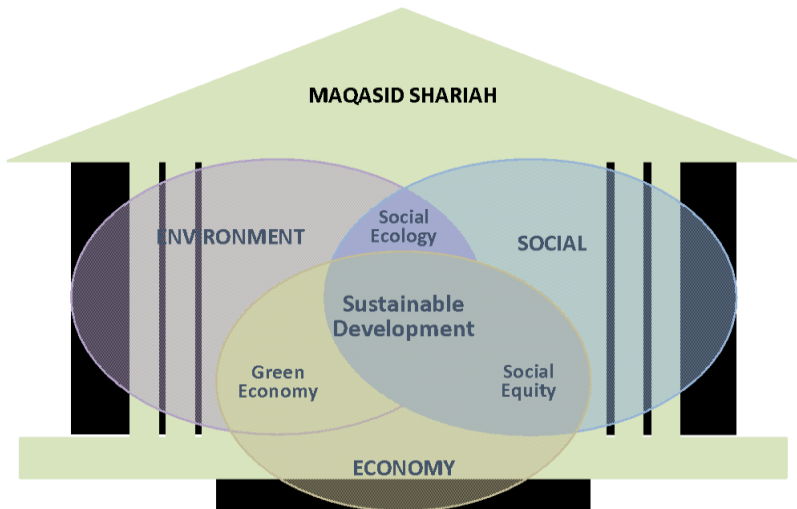 MAQASID SHARIAH
Social
Ecology
ENVIRONMENT
SOCIAL
Sustainable
Development
Green
Economy
Social
Equity
ECONOMY